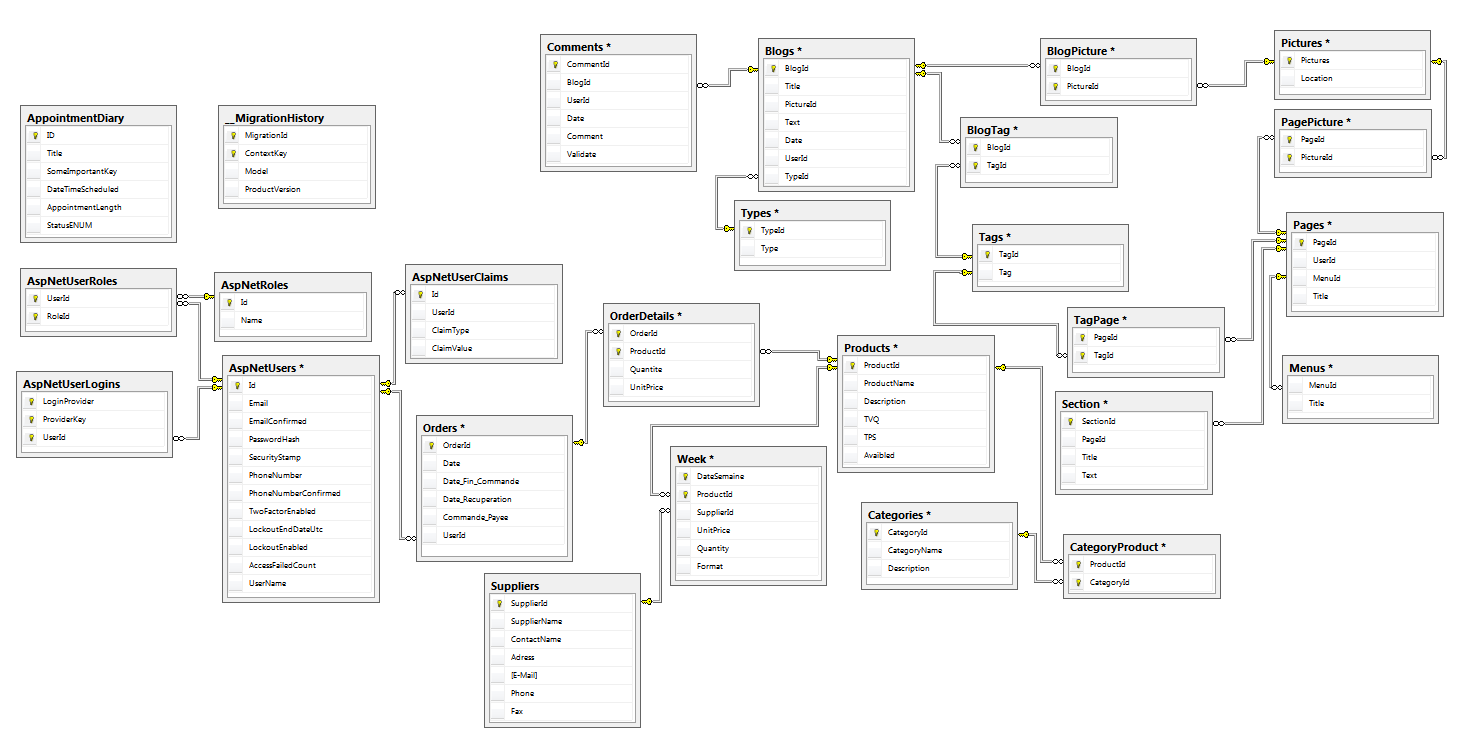 Comments *
CommentId
BlogId
UserId
Date
Comment
Validate
Blogs *
BlogId
Title
PictureId
Text
Date
UserId
TypeId
BlogPicture *
BlogId
PictureId
Pictures *
Pictures
Location
AppointmentDiary
ID
Title
SomeImportantKey
DateTimeScheduled
AppointmentLength
StatusENUM
__MigrationHistory
MigrationId
ContextKey
Model
ProductVersion
BlogTag *
BlogId
TagId
PagePicture *
PageId
PictureId
Types *
TypeId
Type
Tags *
TagId
Tag
Pages *
PageId
UserId
MenuId
Title
AspNetUserRoles
UserId
RoleId
AspNetRoles
Id
Name
AspNetUserClaims
Id
UserId
ClaimType
ClaimValue
OrderDetails *
OrderId
ProductId
Quantite
UnitPrice
Products *
ProductId
ProductName
Description
TVQ
TPS
Avaibled
TagPage *
PageId
TagId
Menus *
MenuId
Title
AspNetUserLogins
LoginProvider
ProviderKey
UserId
AspNetUsers *
Id
Email
EmailConfirmed
PasswordHash
SecurityStamp
PhoneNumber
PhoneNumberConfirmed
TwoFactorEnabled
LockoutEndDateUtc
LockoutEnabled
AccessFailedCount
UserName
Orders *
OrderId
Date
Date_Fin_Commande
Date_Recuperation
Commande_Payee
UserId
Week *
DateSemaine
ProductId
SupplierId
UnitPrice
Quantity
Format
Section *
SectionId
PageId
Title
Text
Categories *
CategoryId
CategoryName
Description
CategoryProduct *
ProductId
CategoryId
Suppliers
SupplierId
SupplierName
ContactName
Adress
[E-Mail]
Phone
Fax